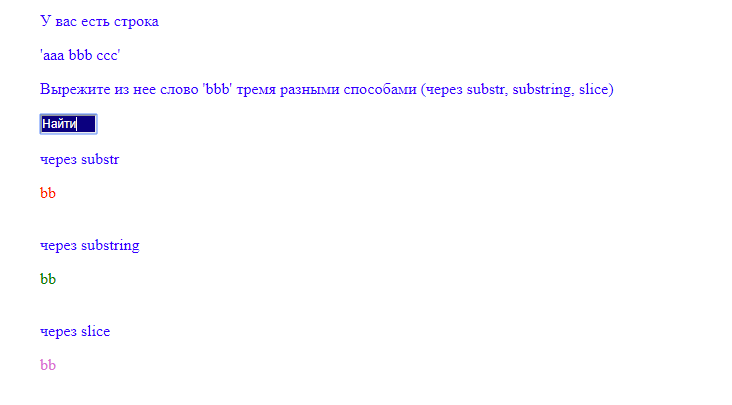 У вас есть строка
'aaa bbb ccc'
Вырежите из нее слово 'bbb' тремя разными способами (через substr, substring, slice)
Найти
через substr
bb
через substring
bb
через slice
bb